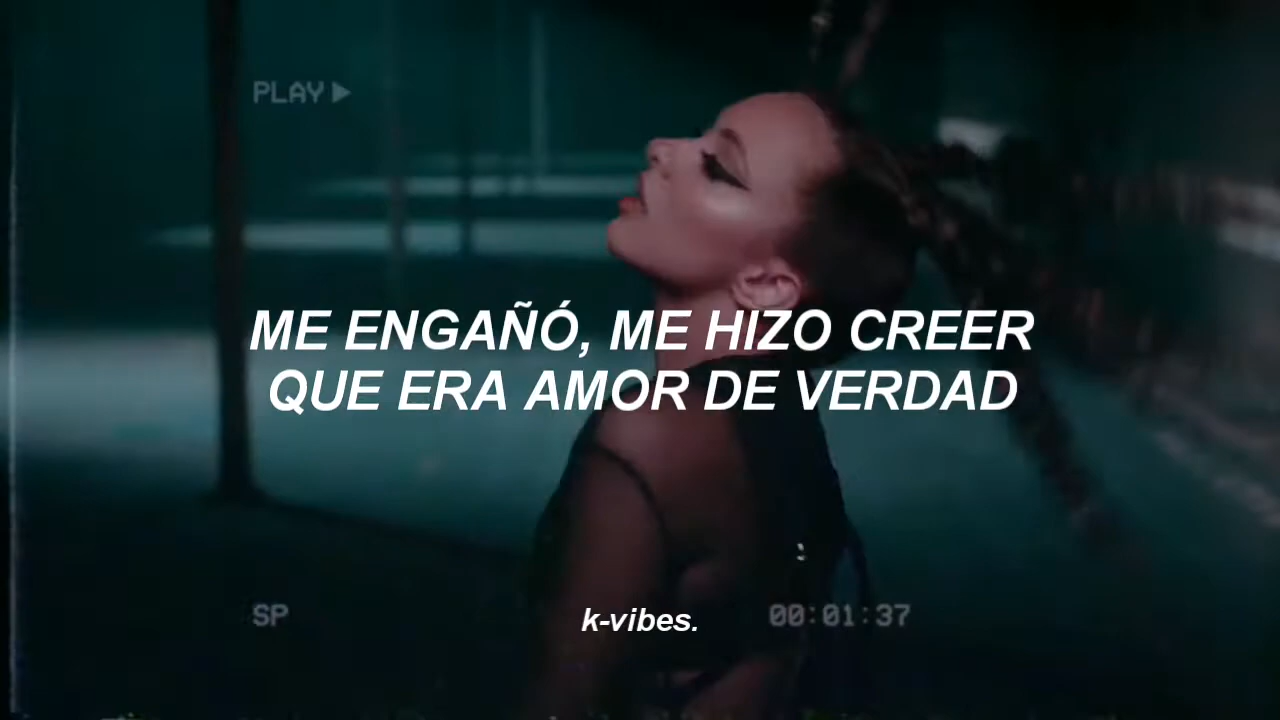 PLAY
ME ENGAÑÓ, ME HIZO CREER
QUE ERA AMOR DE VERDAD
SP
k-vibes.
00:01:37